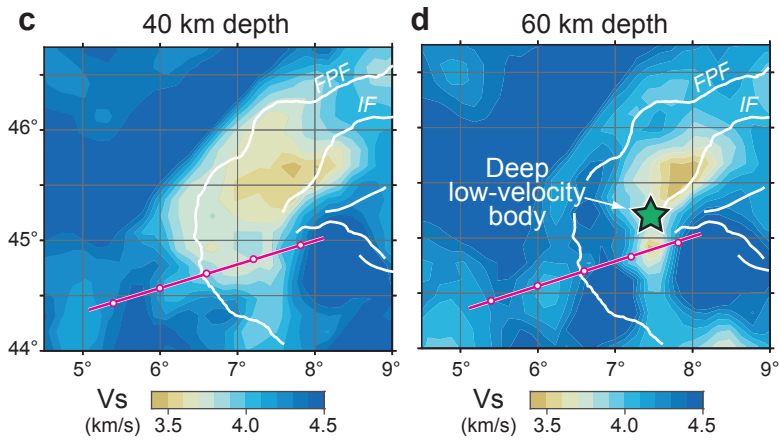 c
40 km depth
d
60 km depth
FPF
IF
FPF
IF
Deep
low-velocity
body
46°
45°
44°
5°
6°
7°
8°
9°
5°
6°
7°
8°
9°
Vs
(km/s)
3.5
4.0
4.5
Vs
(km/s)
3.5
4.0
4.5